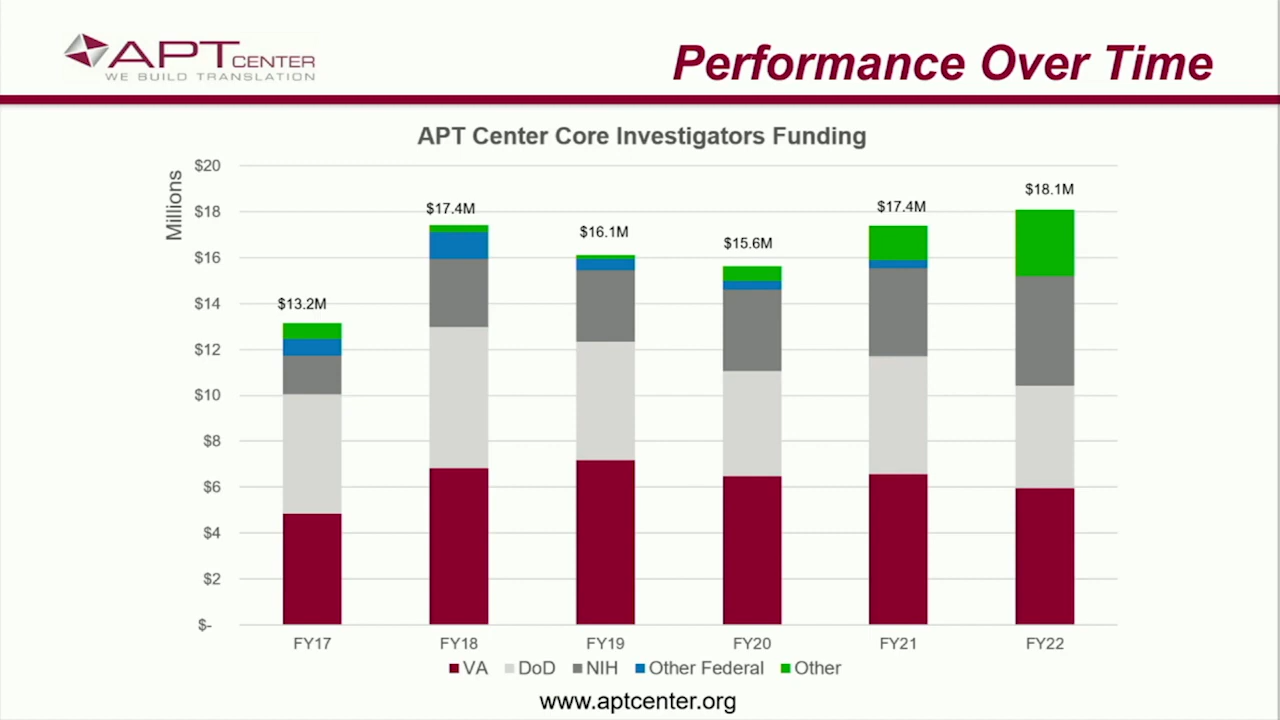 APT CENTER
WE BUILD TRANSLATION
Performance Over Time
APT Center Core Investigators Funding
Millions
$20
$18
$16
$14
$12
$10
$8
$6
$4
$2
$-
$13.2M
$17.4M
$16.1M
$15.6M
$17.4M
$18.1M
FY17 FY18 FY19 FY20 FY21 FY22
VA DoD NIH Other Federal Other
www.aptcenter.org